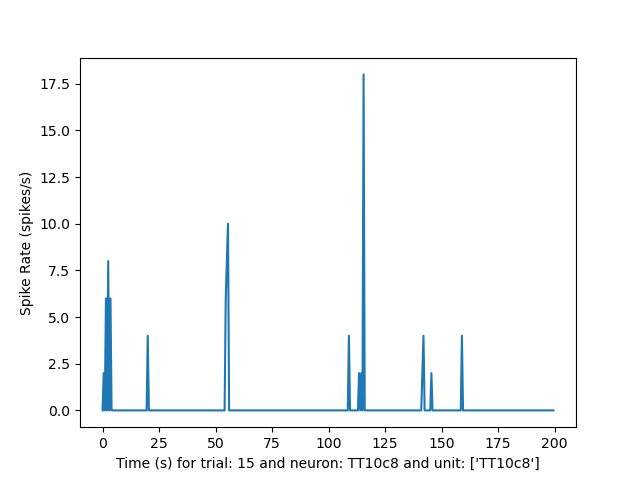 17.5
15.0
12.5
10.0
7.5
5.0
2.5
0.0
Spike Rate (spikes/s)
0 25 50 75 100 125 150 175 200
Time (s) for trial: 15 and neuron: TT10c8 and unit: ['TT10c8']